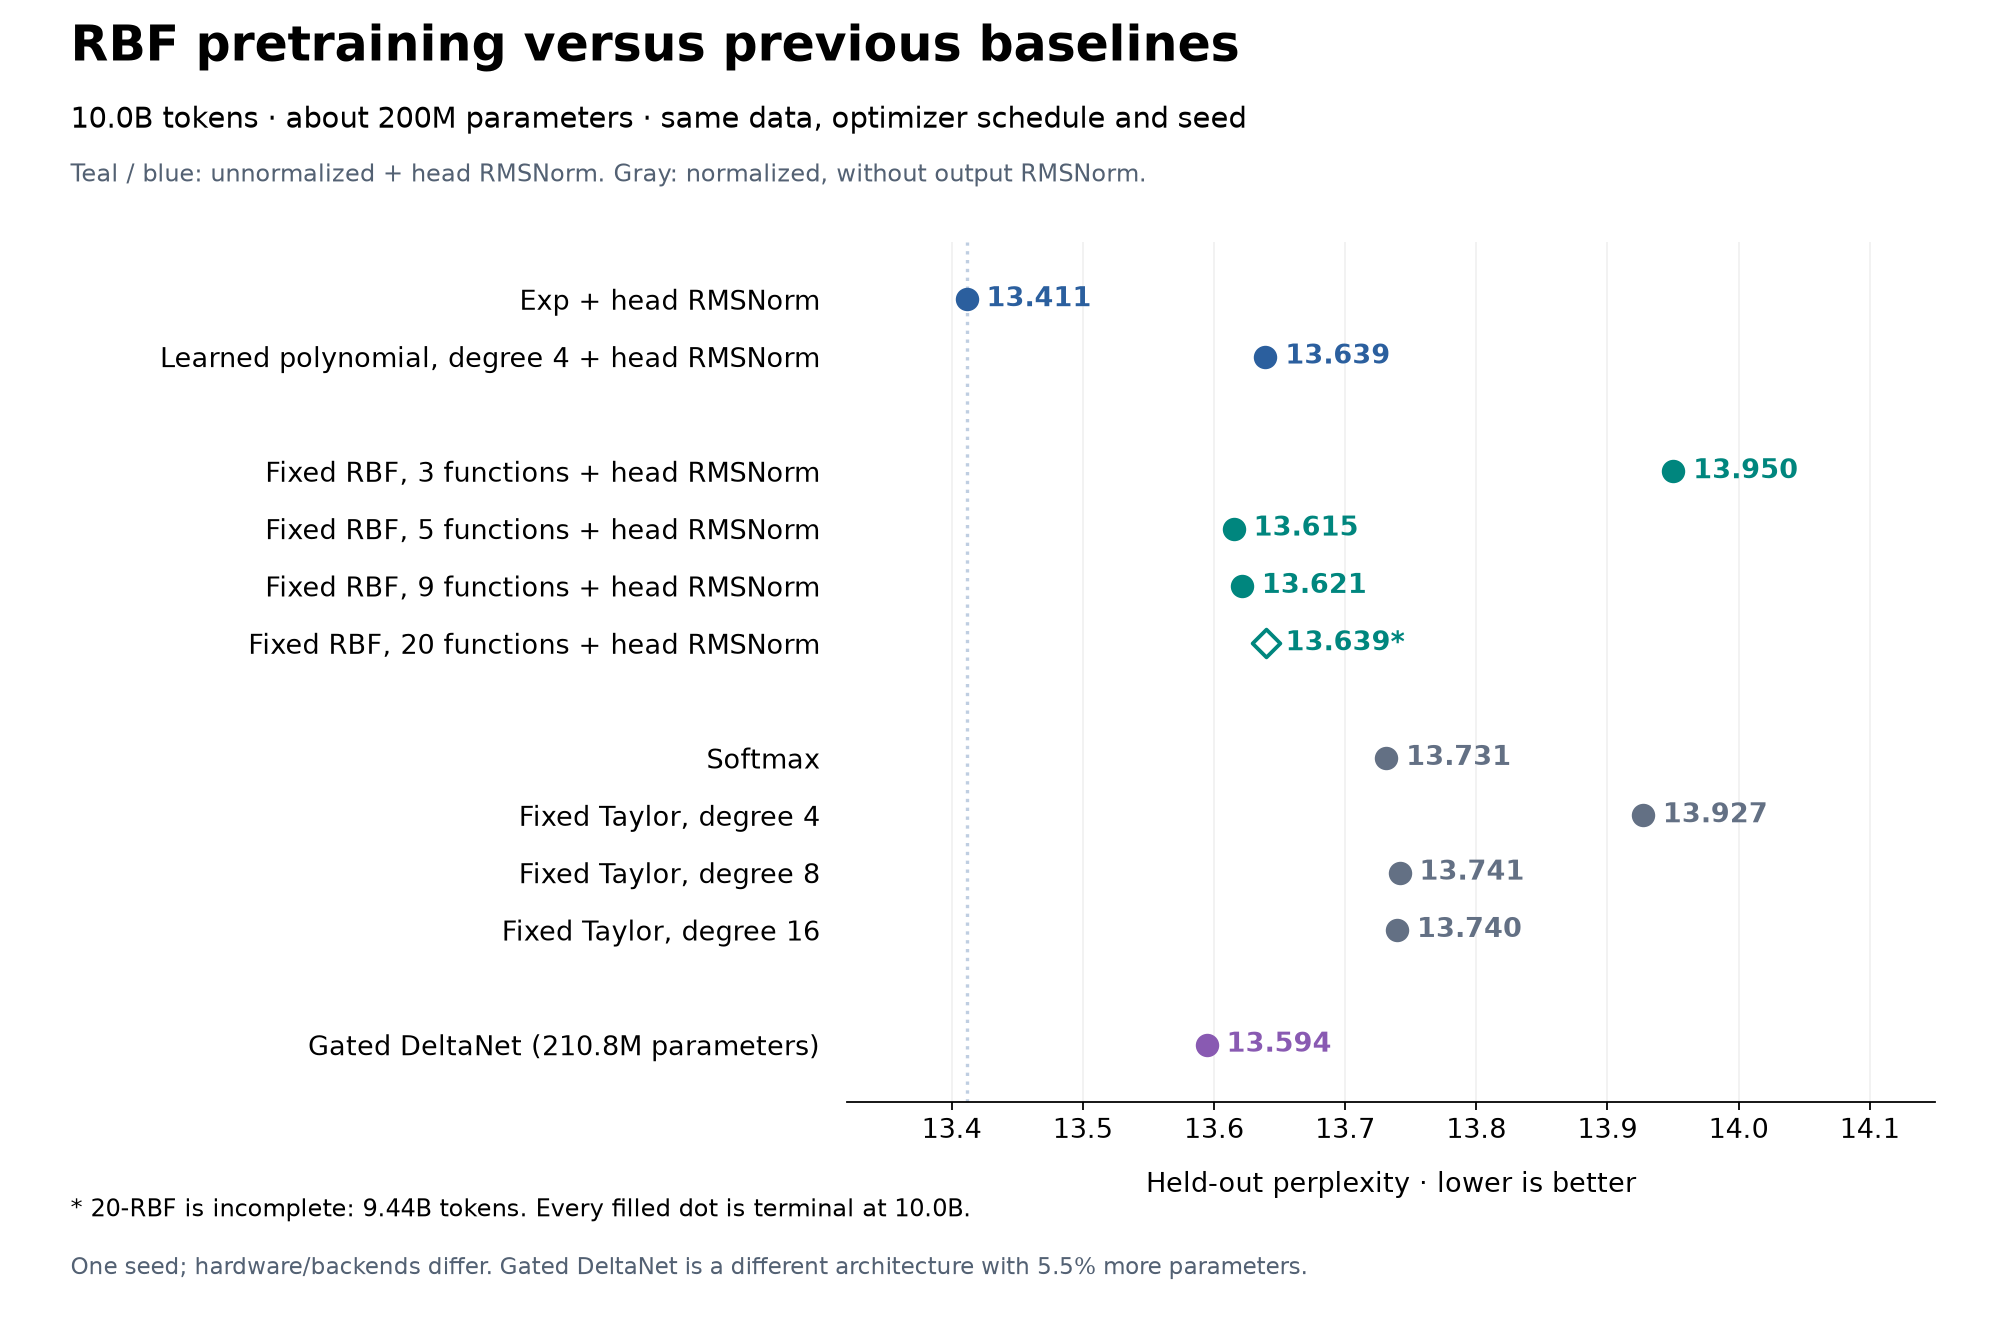 RBF pretraining versus previous baselines
10.0B tokens · about 200M parameters · same data, optimizer schedule and seed
Teal / blue: unnormalized + head RMSNorm. Gray: normalized, without output RMSNorm.
Exp + head RMSNorm 13.411
Learned polynomial, degree 4 + head RMSNorm 13.639
Fixed RBF, 3 functions + head RMSNorm 13.950
Fixed RBF, 5 functions + head RMSNorm 13.615
Fixed RBF, 9 functions + head RMSNorm 13.621
Fixed RBF, 20 functions + head RMSNorm 13.639*
Softmax 13.731
Fixed Taylor, degree 4 13.927
Fixed Taylor, degree 8 13.741
Fixed Taylor, degree 16 13.740
Gated DeltaNet (210.8M parameters) 13.594
13.4 13.5 13.6 13.7 13.8 13.9 14.0 14.1
Held-out perplexity · lower is better
* 20-RBF is incomplete: 9.44B tokens. Every filled dot is terminal at 10.0B.
One seed; hardware/backends differ. Gated DeltaNet is a different architecture with 5.5% more parameters.